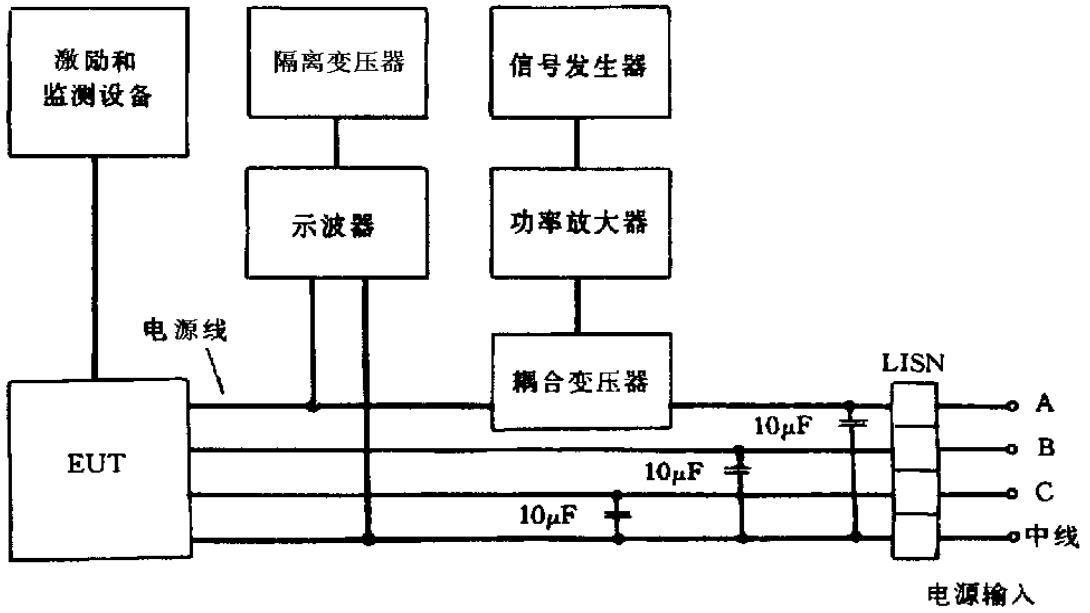 激励和
监测设备
隔离变压器
信号发生器
示波器
功率放大器
电源线
耦合变压器
LISN
10μF
A
EUT
10μF
B
10μF
C
中线
电源输入